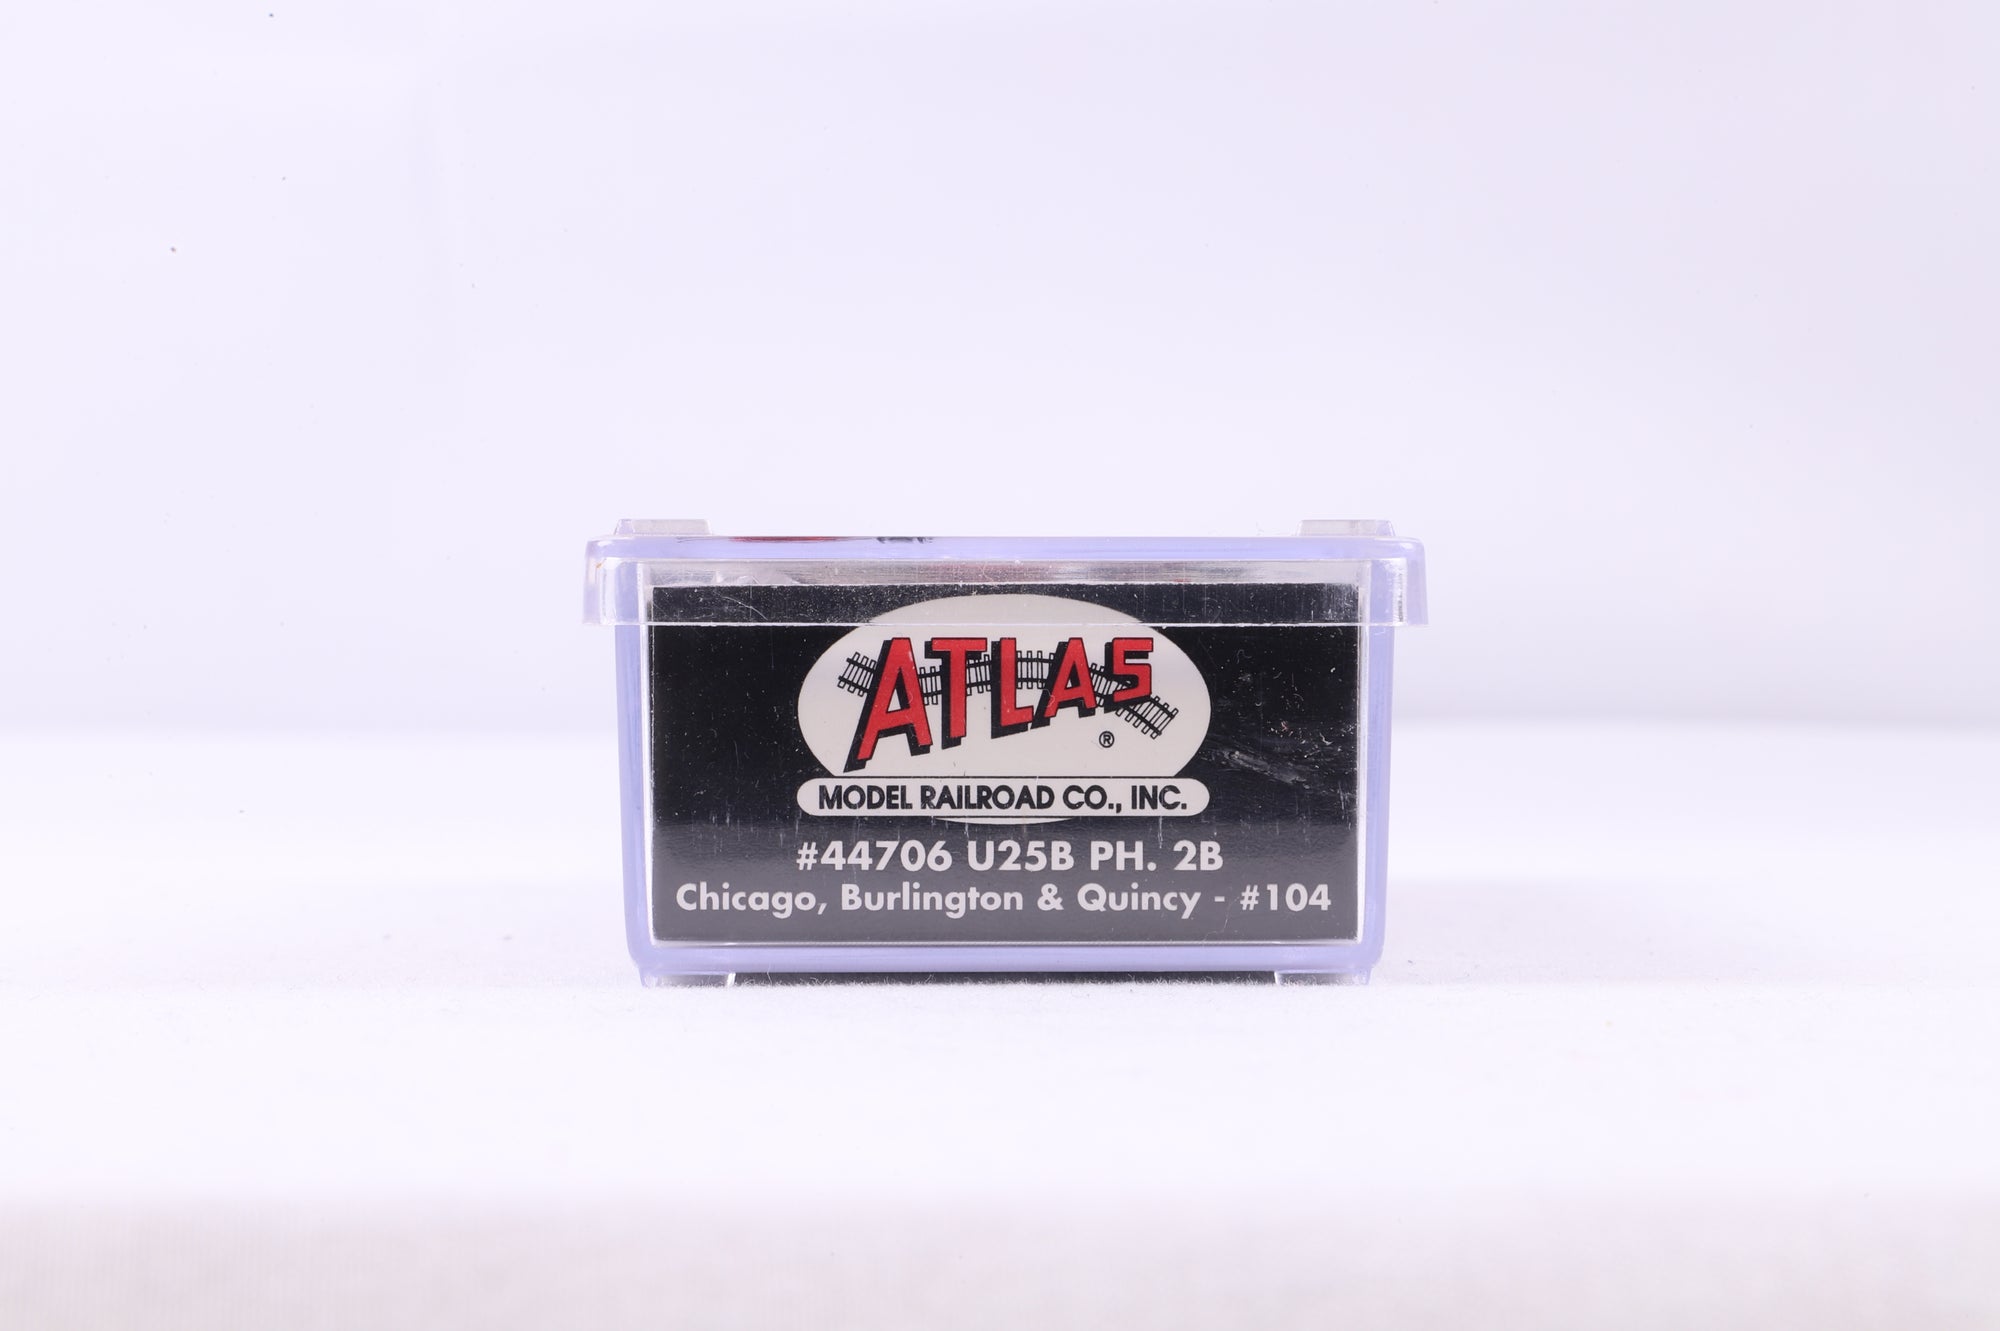 ATLAS
®
MODEL RAILROAD CO., INC.
#44706 U25B PH. 2B
Chicago, Burlington & Quincy - #104